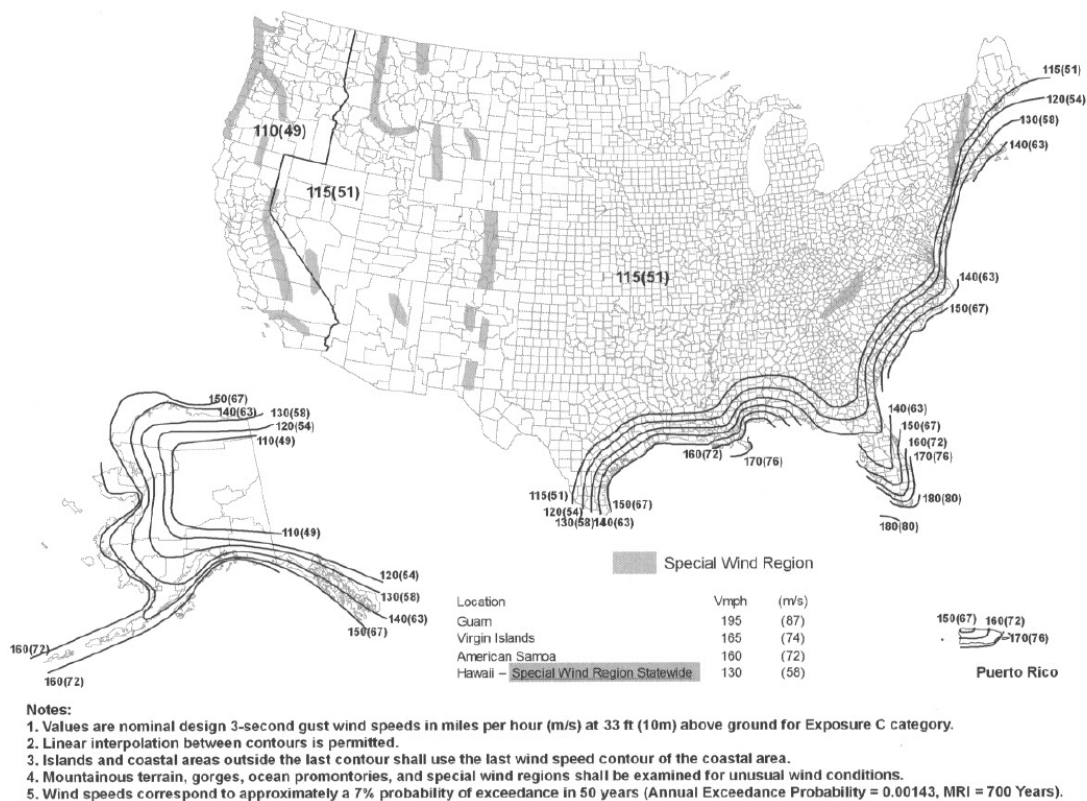 115(51)
120(54)
130(58)
140(63)
110(49)
115(51)
115(51)
140(63)
150(67)
150(67)
140(63) 130(58)
120(54)
110(49)
140(63)
150(67)
160(72)
170(76)
160(72)
170(76)
115(51)
120(54)
130(58) 140(63)
150(67)
180(80)
180(80)
110(49)
120(54)
130(58)
140(63)
150(67)
160(72)
160(72)
Special Wind Region
Location Vmph (m/s)
Guam 195 (87)
Virgin Islands 165 (74)
American Samoa 160 (72)
Hawaii – Special Wind Region Statewide 130 (58)
150(67) 160(72)
170(76)
Puerto Rico
Notes:
1. Values are nominal design 3-second gust wind speeds in miles per hour (m/s) at 33 ft (10m) above ground for Exposure C category.
2. Linear interpolation between contours is permitted.
3. Islands and coastal areas outside the last contour shall use the last wind speed contour of the coastal area.
4. Mountainous terrain, gorges, ocean promontories, and special wind regions shall be examined for unusual wind conditions.
5. Wind speeds correspond to approximately a 7% probability of exceedance in 50 years (Annual Exceedance Probability = 0.00143, MRI = 700 Years).